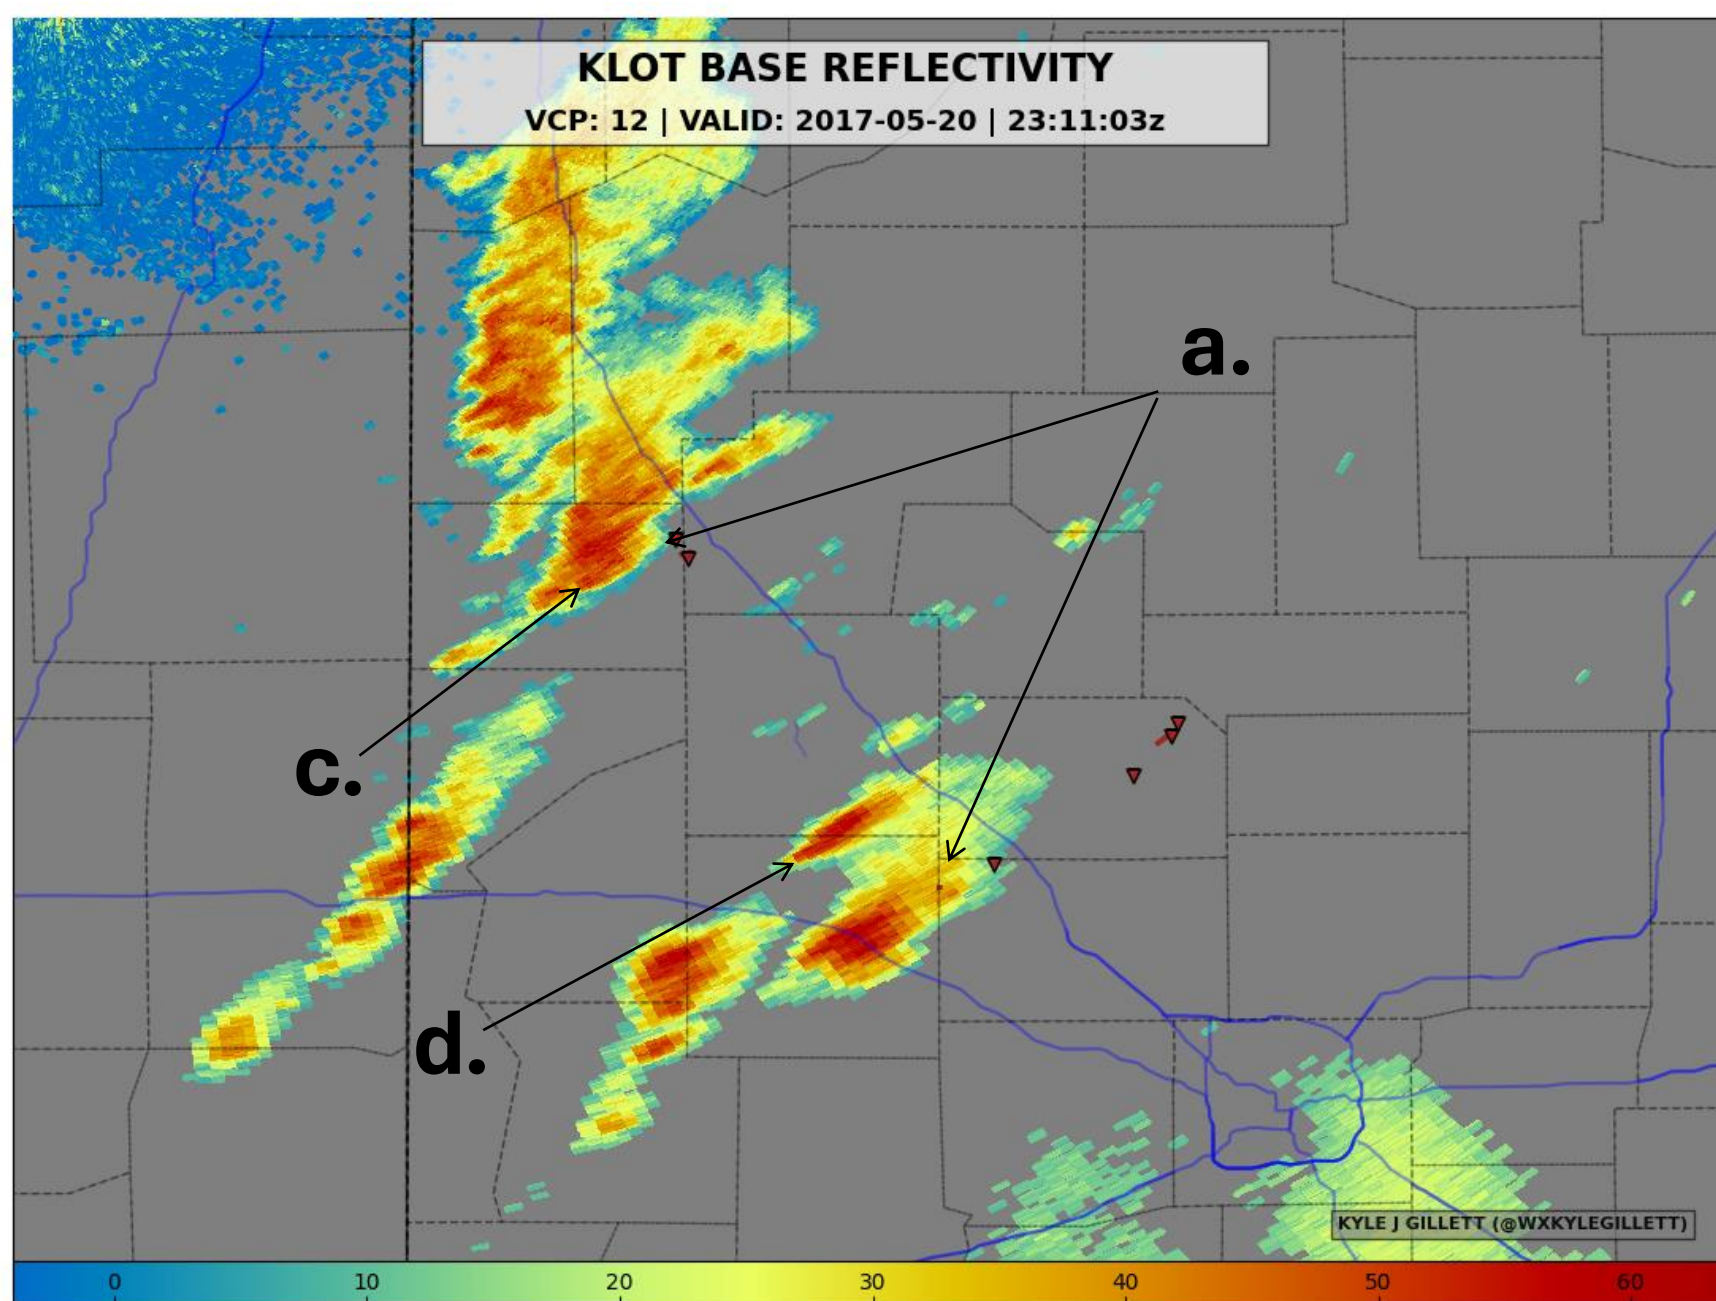 KLOT BASE REFLECTIVITY
VCP: 12 | VALID: 2017-05-20 | 23:11:03z
a.
c.
d.
KYLE J GILLETT (@WXKYLEGILLETT)
0 10 20 30 40 50 60